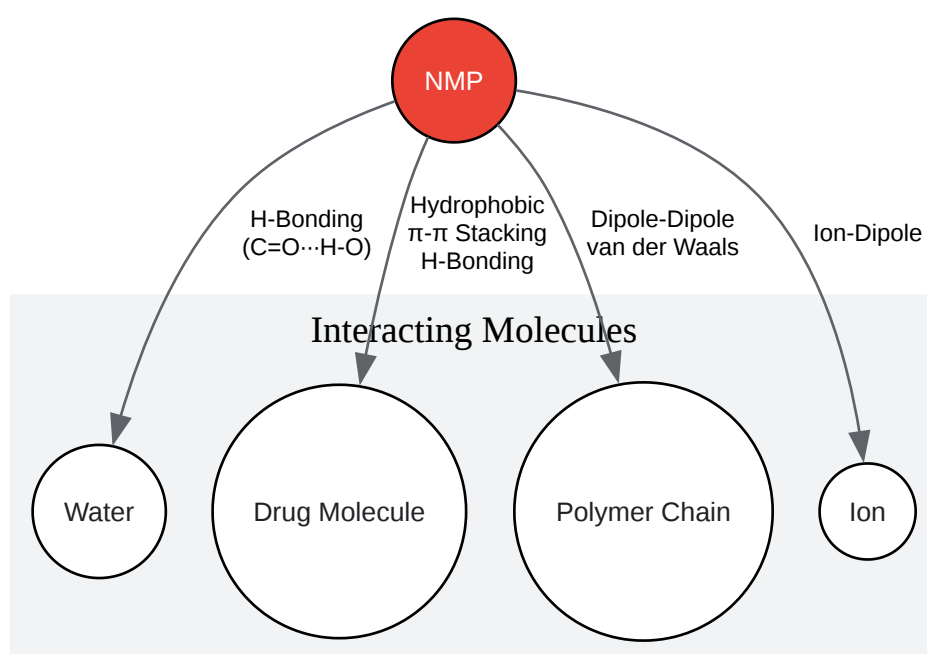 NMP
H-Bonding
(C=O···H-O)
Hydrophobic
π-π Stacking
H-Bonding
Dipole-Dipole
van der Waals
Ion-Dipole
Interacting Molecules
Water
Drug Molecule
Polymer Chain
Ion